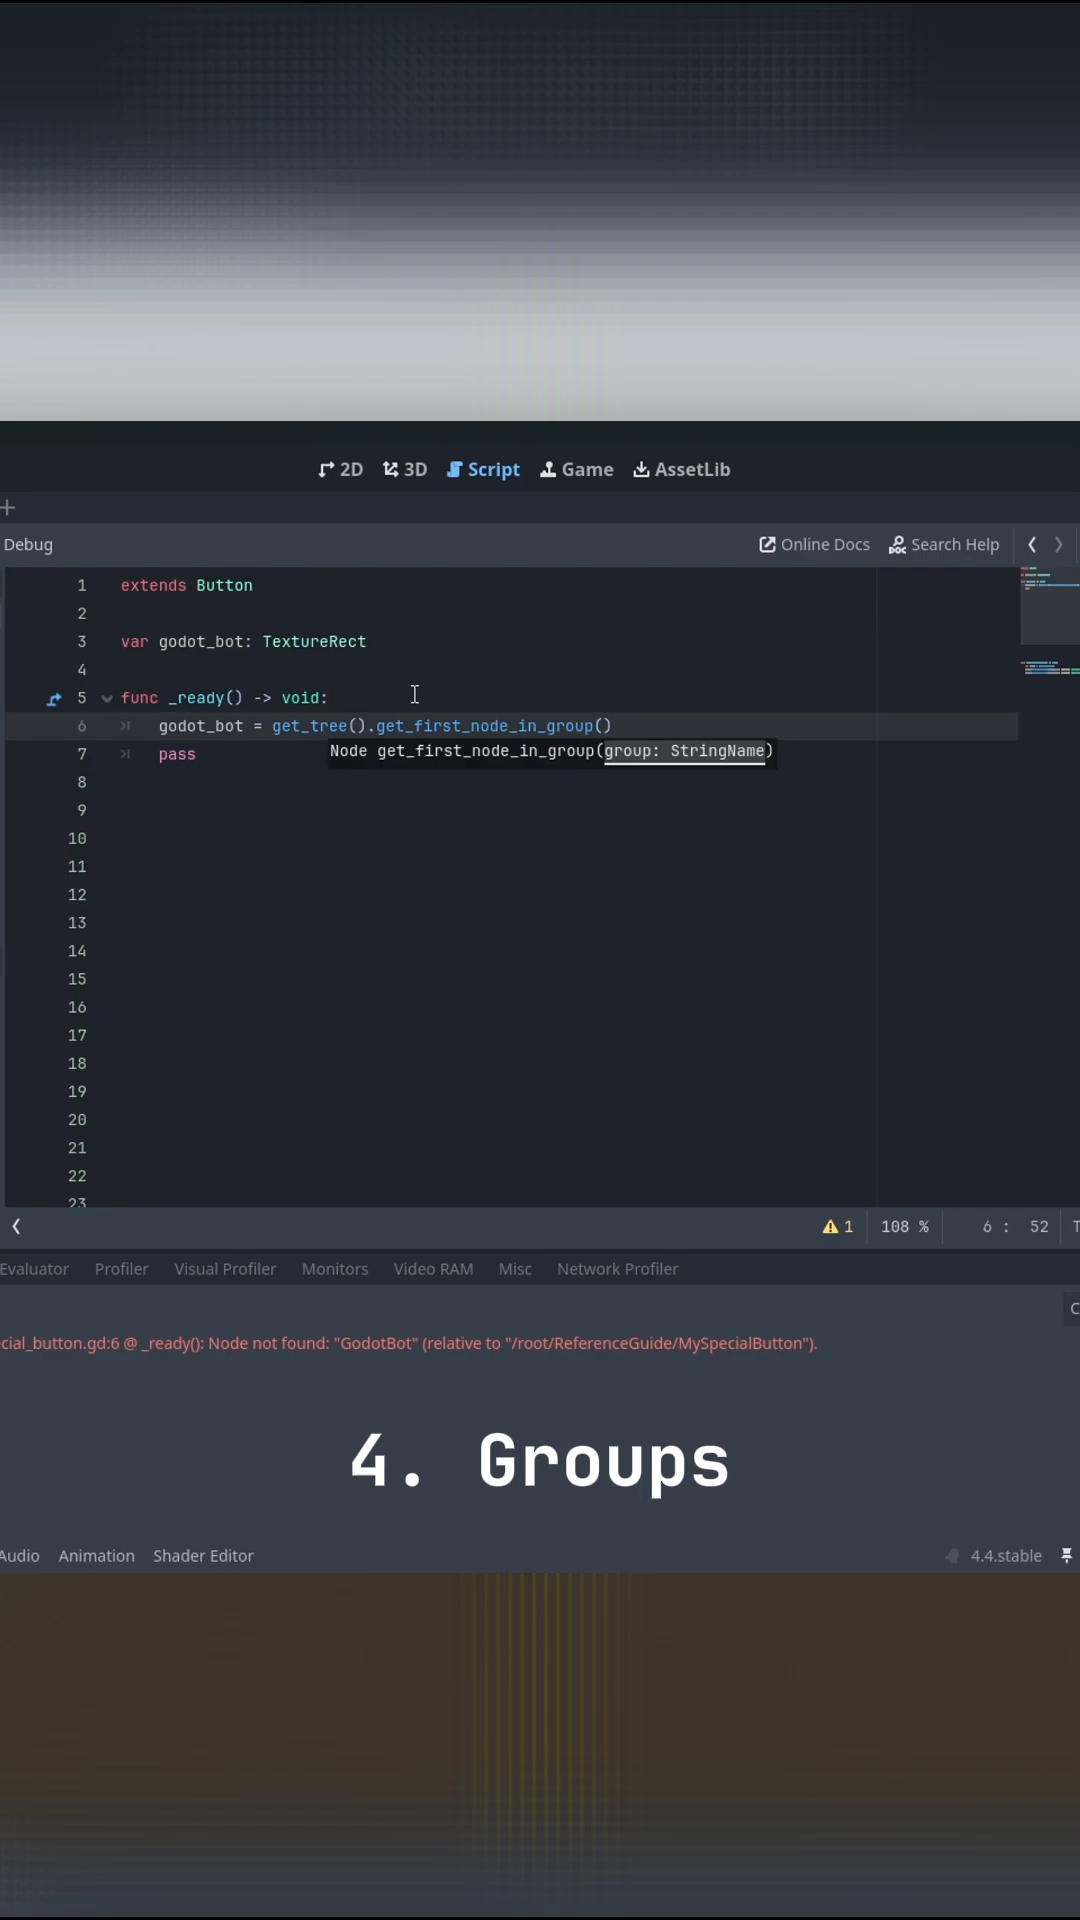 2D 3D Script Game AssetLib
+
Debug Online Docs Search Help
1 extends Button
2
3 var godot_bot: TextureRect
4
5 func _ready() -> void:
6 godot_bot = get_tree().get_first_node_in_group()
Node get_first_node_in_group(group: StringName)
7 pass
8
9
10
11
12
13
14
15
16
17
18
19
20
21
22
23
1 108 % 6 : 52
Evaluator Profiler Visual Profiler Monitors Video RAM Misc Network Profiler
cial_button.gd:6 @ _ready(): Node not found: "GodotBot" (relative to "/root/ReferenceGuide/MySpecialButton").
4. Groups
Audio Animation Shader Editor 4.4.stable